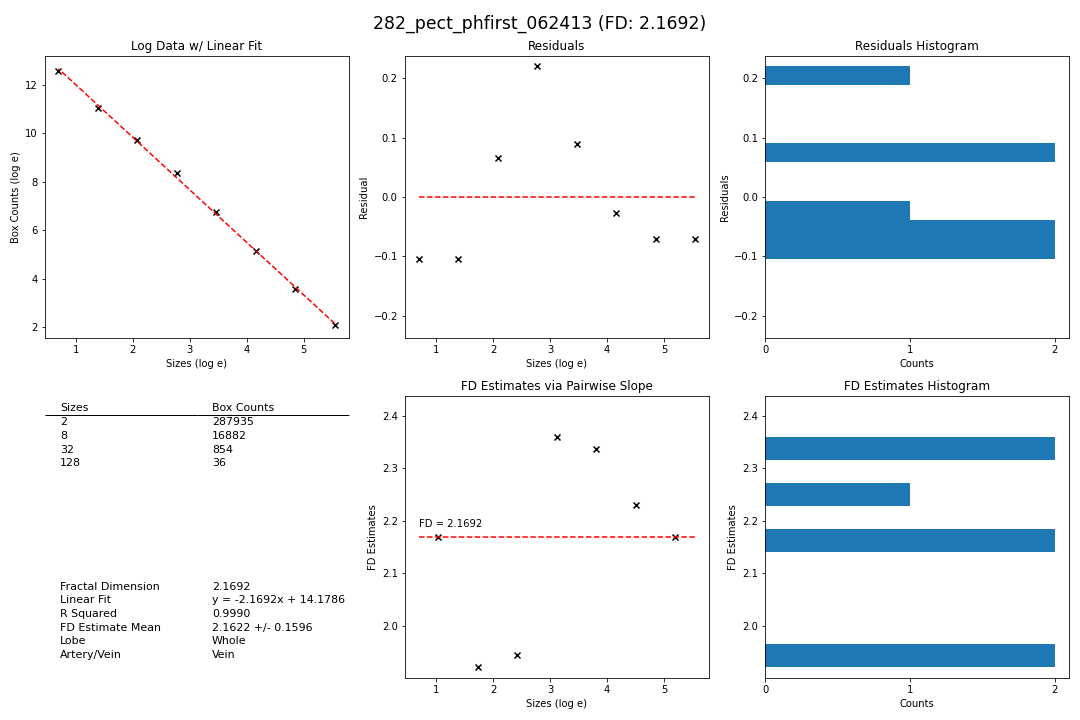 282_pect_phfirst_062413 (FD: 2.1692)
Log Data w/ Linear Fit
12
10
8
6
4
2
Box Counts (log e)
1 2 3 4 5
Sizes (log e)
Residuals
0.2
0.1
0.0
−0.1
−0.2
Residual
1 2 3 4 5
Sizes (log e)
Residuals Histogram
0.2
0.1
0.0
−0.1
−0.2
Residuals
0 1 2
Counts
Sizes Box Counts
2 287935
8 16882
32 854
128 36
Fractal Dimension 2.1692
Linear Fit y = -2.1692x + 14.1786
R Squared 0.9990
FD Estimate Mean 2.1622 +/- 0.1596
Lobe Whole
Artery/Vein Vein
FD Estimates via Pairwise Slope
2.4
2.3
2.2
2.1
2.0
FD Estimates
FD = 2.1692
1 2 3 4 5
Sizes (log e)
FD Estimates Histogram
2.4
2.3
2.2
2.1
2.0
FD Estimates
0 1 2
Counts